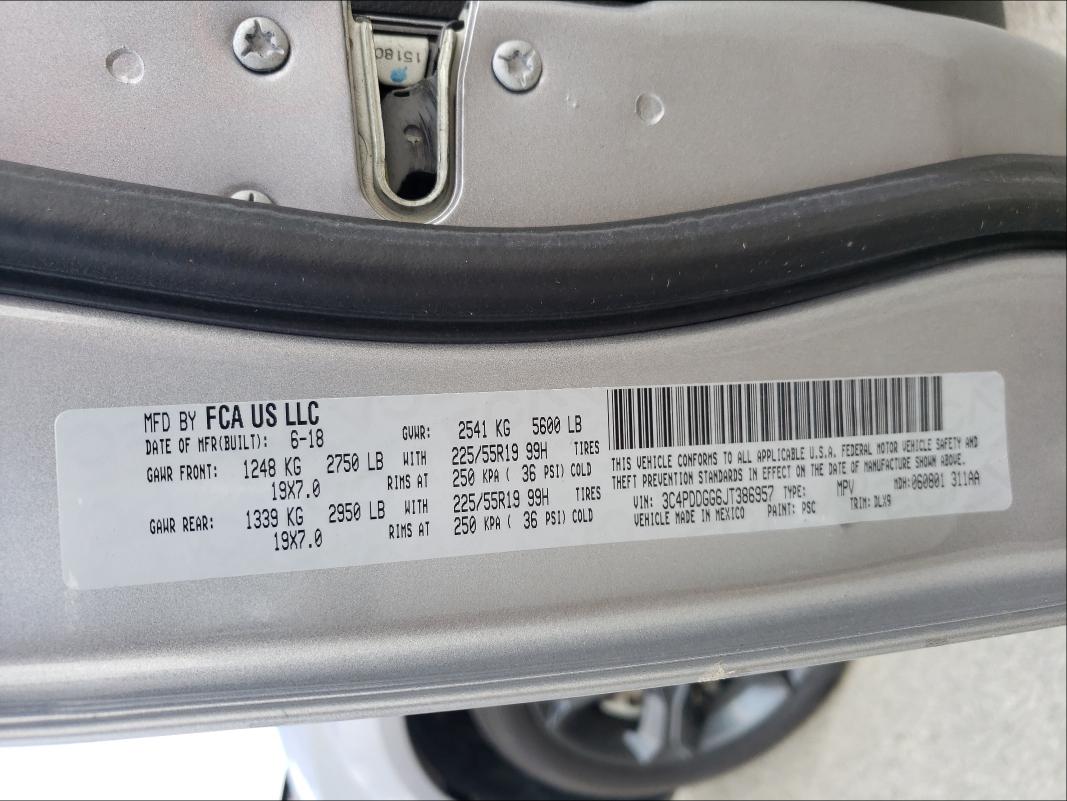 15180
MFD BY FCA US LLC
DATE OF MFR(BUILT): 6-18 GVWR: 2541 KG 5600 LB
GAWR FRONT: 1248 KG 2750 LB WITH 225/55R19 99H TIRES
19X7.0 RIMS AT 250 KPA ( 36 PSI) COLD
GAWR REAR: 1339 KG 2950 LB WITH 225/55R19 99H TIRES
19X7.0 RIMS AT 250 KPA ( 36 PSI) COLD
THIS VEHICLE CONFORMS TO ALL APPLICABLE U.S.A. FEDERAL MOTOR VEHICLE SAFETY AND
THEFT PREVENTION STANDARDS IN EFFECT ON THE DATE OF MANUFACTURE SHOWN ABOVE.
VIN: 3C4PDDGG6JT386957 TYPE: MPV MDH: 060801 311AA
VEHICLE MADE IN MEXICO PAINT: PSC TRIM: DLX9